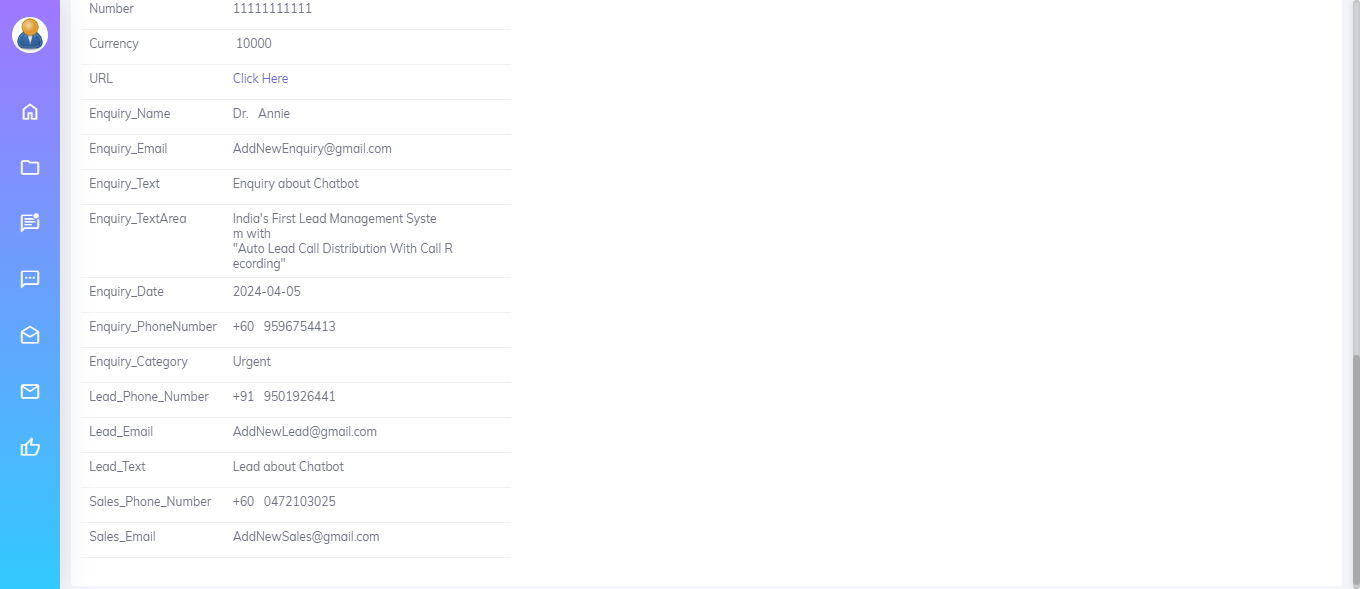 Number 11111111111
Currency 10000
URL Click Here
Enquiry_Name Dr. Annie
Enquiry_Email AddNewEnquiry@gmail.com
Enquiry_Text Enquiry about Chatbot
Enquiry_TextArea India's First Lead Management Syste
m with
"Auto Lead Call Distribution With Call R
ecording"
Enquiry_Date 2024-04-05
Enquiry_PhoneNumber +60 9596754413
Enquiry_Category Urgent
Lead_Phone_Number +91 9501926441
Lead_Email AddNewLead@gmail.com
Lead_Text Lead about Chatbot
Sales_Phone_Number +60 0472103025
Sales_Email AddNewSales@gmail.com